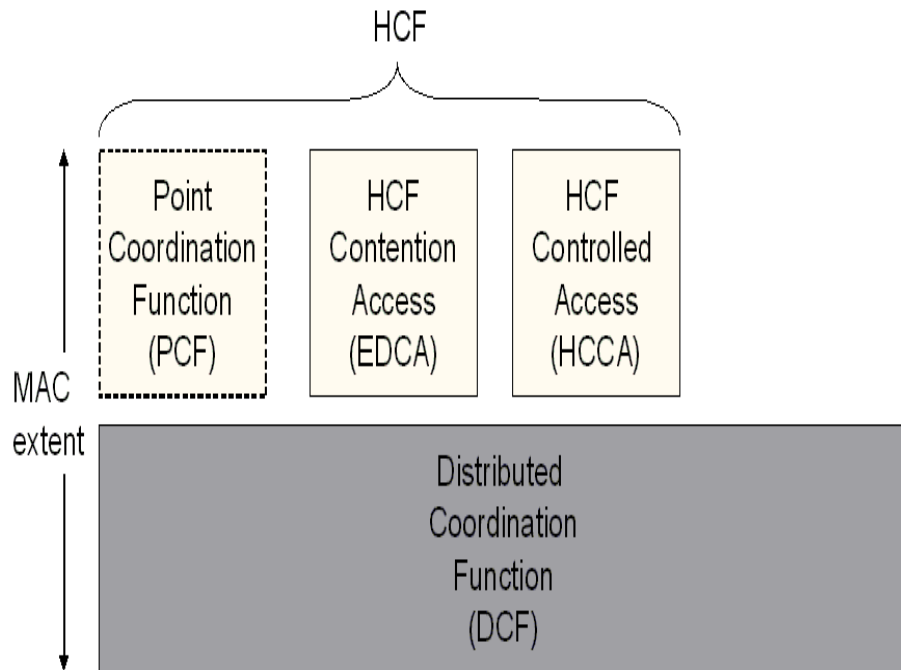 HCF
Point
Coordination
Function
(PCF)
HCF
Contention
Access
(EDCA)
HCF
Controlled
Access
(HCCA)
MAC
extent
Distributed
Coordination
Function
(DCF)